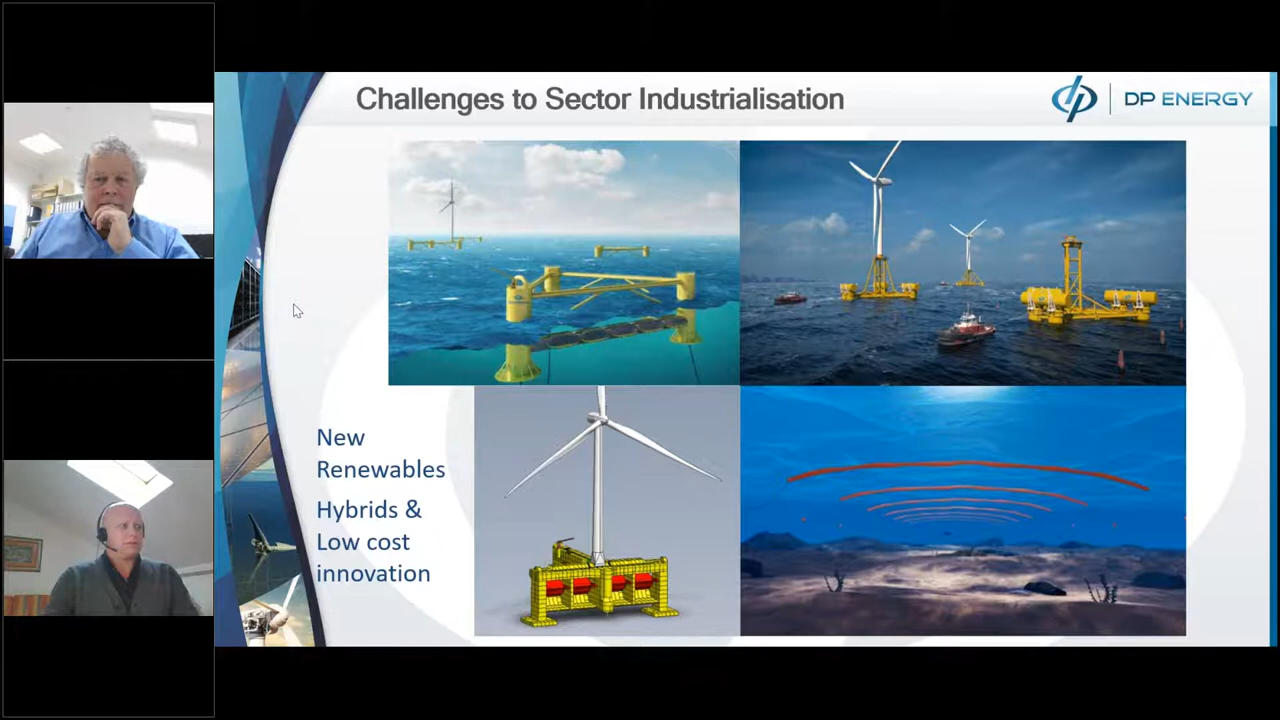 Challenges to Sector Industrialisation
DP ENERGY
New
Renewables
Hybrids &
Low cost
innovation